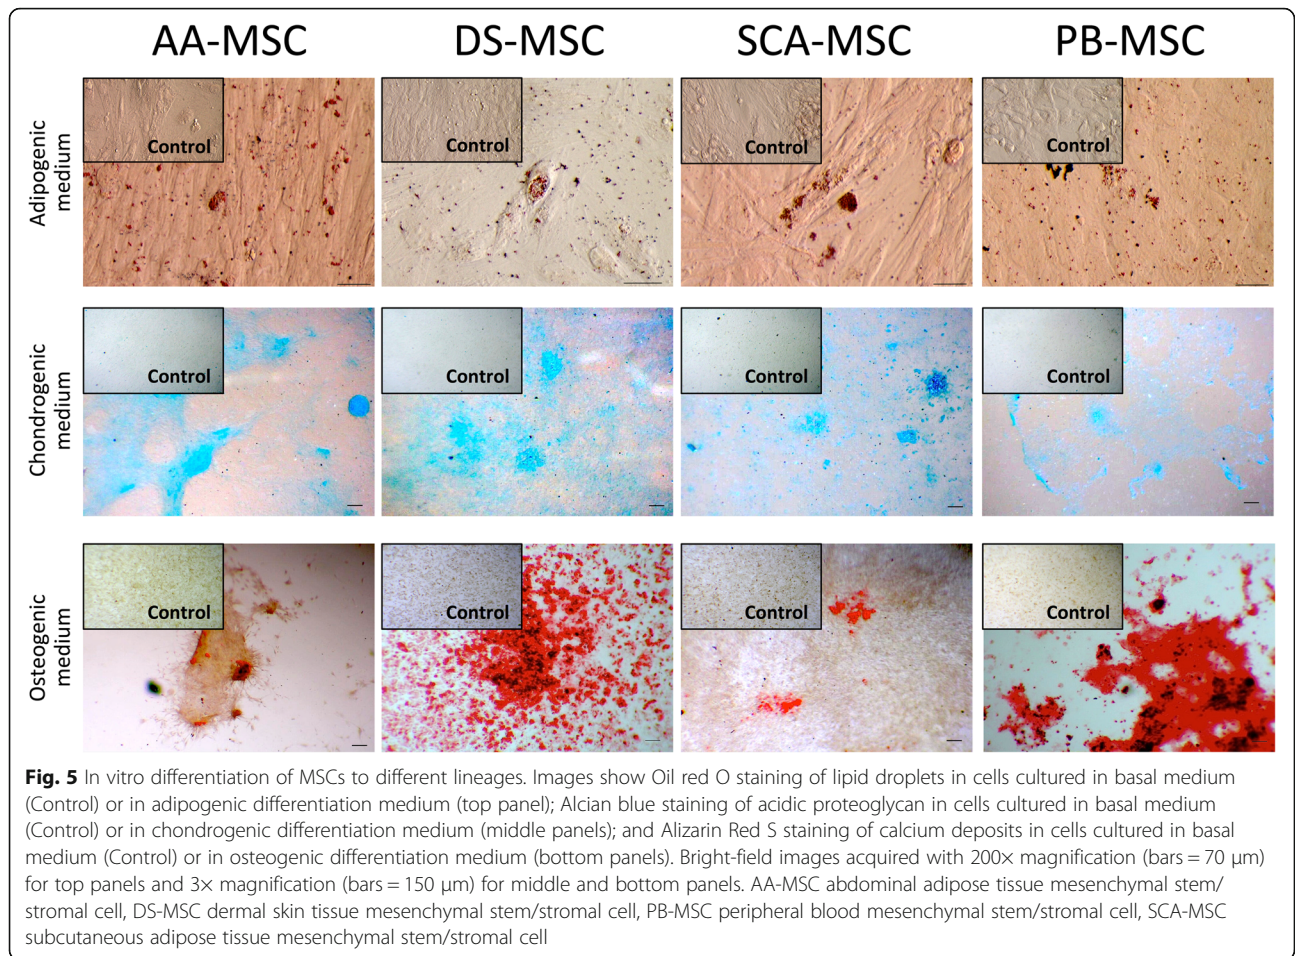 AA-MSC DS-MSC SCA-MSC PB-MSC
Adipogenic
medium
Control Control Control Control
Chondrogenic
medium
Control Control Control Control
Osteogenic
medium
Control Control Control Control
Fig. 5 In vitro differentiation of MSCs to different lineages. Images show Oil red O staining of lipid droplets in cells cultured in basal medium
(Control) or in adipogenic differentiation medium (top panel); Alcian blue staining of acidic proteoglycan in cells cultured in basal medium
(Control) or in chondrogenic differentiation medium (middle panels); and Alizarin Red S staining of calcium deposits in cells cultured in basal
medium (Control) or in osteogenic differentiation medium (bottom panels). Bright-field images acquired with 200× magnification (bars = 70 μm)
for top panels and 3× magnification (bars = 150 μm) for middle and bottom panels. AA-MSC abdominal adipose tissue mesenchymal stem/
stromal cell, DS-MSC dermal skin tissue mesenchymal stem/stromal cell, PB-MSC peripheral blood mesenchymal stem/stromal cell, SCA-MSC
subcutaneous adipose tissue mesenchymal stem/stromal cell